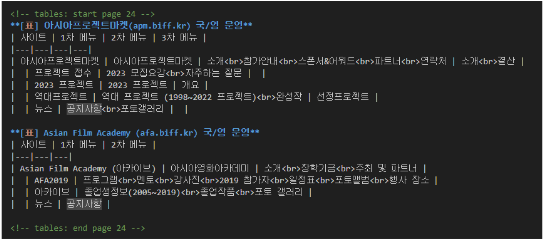 <!-- tables: start page 24 -->
**[표] 아시아프로젝트마켓(apm.biff.kr) 국/영 운영**
| 사이트 | 1차 메뉴 | 2차 메뉴 | 3차 메뉴 |
|---|---|---|---|
| 아시아프로젝트마켓 | 아시아프로젝트마켓 | 소개<br>참가안내<br>스폰서&어워드<br>파트너<br>연락처 | 소개<br>결산 |
| | 프로젝트 접수 | 2023 모집요강<br>자주하는 질문 | |
| | 2023 프로젝트 | 2023 프로젝트 | 개요 |
| | 역대프로젝트 | 역대 프로젝트 (1998~2022 프로젝트)<br>완성작 | 선정프로젝트 |
| | 뉴스 | 공지사항<br>포토갤러리 | |
**[표] Asian Film Academy (afa.biff.kr) 국/영 운영**
| 사이트 | 1차 메뉴 | 2차 메뉴 |
|---|---|---|
| Asian Film Academy (아카이브) | 아시아영화아카데미 | 소개<br>장학기금<br>주최 및 파트너 |
| | AFA2019 | 프로그램<br>멘토<br>강사진<br>2019 참가자<br>일정표<br>포토앨범<br>행사 장소 |
| | 아카이브 | 졸업생정보(2005~2019)<br>졸업작품<br>포토 갤러리 |
| | 뉴스 | 공지사항 |
<!-- tables: end page 24 -->